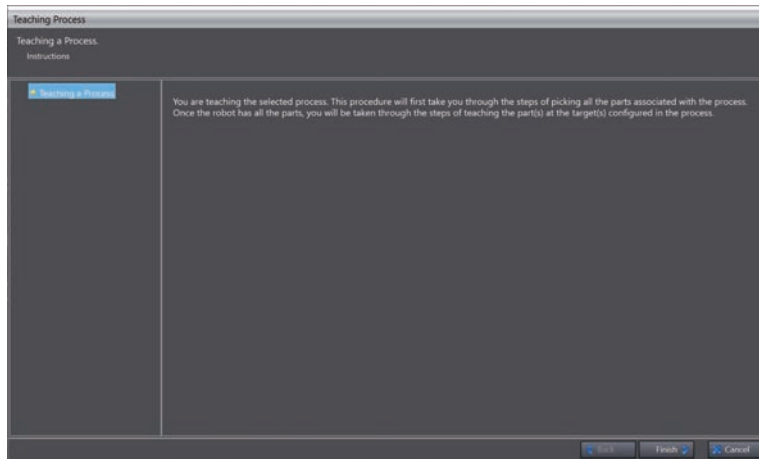 Teaching Process
Teaching a Process.
Instructions
Teaching a Process
You are teaching the selected process. This procedure will first take you through the steps of picking all the parts associated with the process.
Once the robot has all the parts, you will be taken through the steps of teaching the part(s) at the target(s) configured in the process.
Back
Finish
Cancel